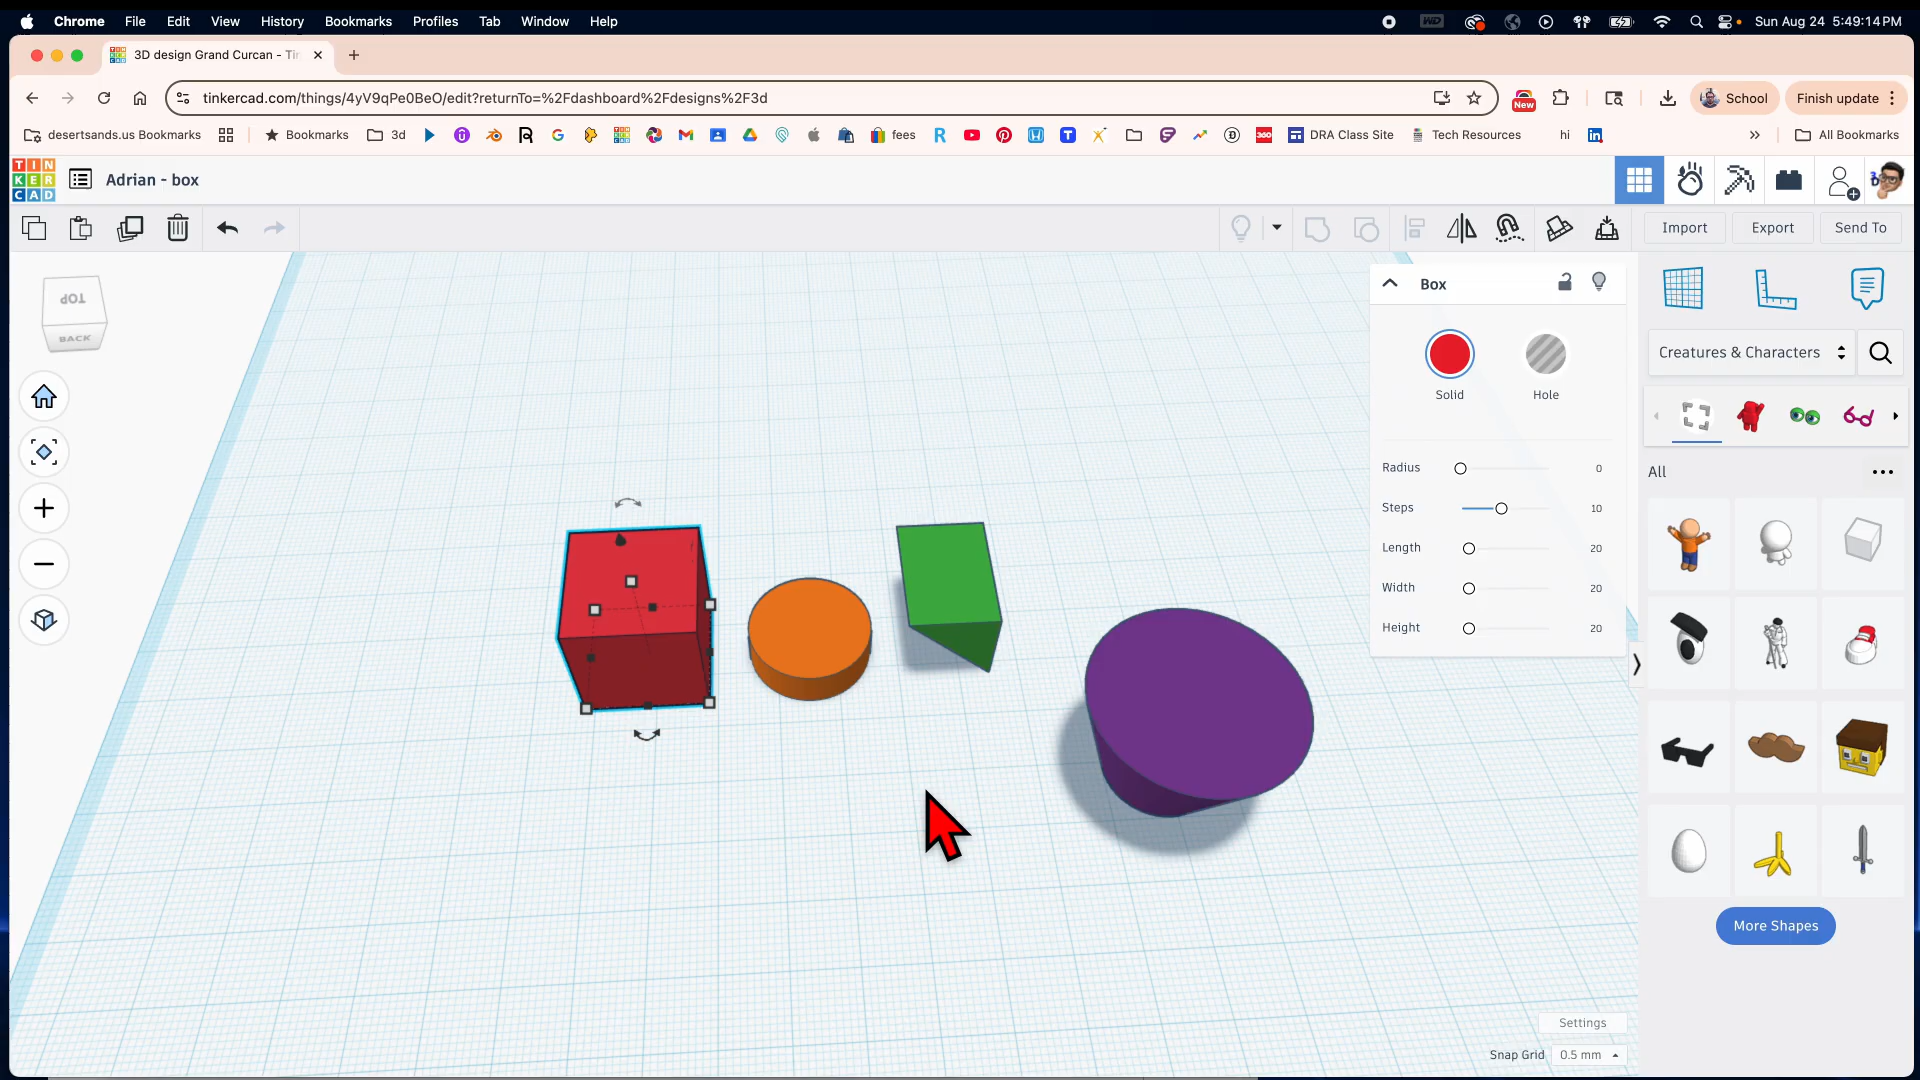 Chrome File Edit View History Bookmarks Profiles Tab Window Help
WD
Sun Aug 24 5:49:14 PM
3D design Grand Curcan - Ti
tinkercad.com/things/4yV9qPe0BeO/edit?returnTo=%2Fdashboard%2Fdesigns%2F3d
New
School
Finish update
desertsands.us Bookmarks
Bookmarks
3d
fees
360
DRA Class Site
Tech Resources
hi
All Bookmarks
TIN
KER
CAD
Adrian - box
Import
Export
Send To
TOP
BACK
Box
Solid
Hole
Radius 0
Steps 10
Length 20
Width 20
Height 20
Creatures & Characters
All
More Shapes
Settings
Snap Grid 0.5 mm